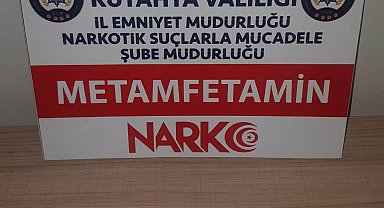 KÜTAHYA VALİLİĞİ
İL EMNİYET MÜDÜRLÜĞÜ
NARKOTİK SUÇLARLA MÜCADELE
ŞUBE MÜDÜRLÜĞÜ
METAMFETAMİN
NARKO